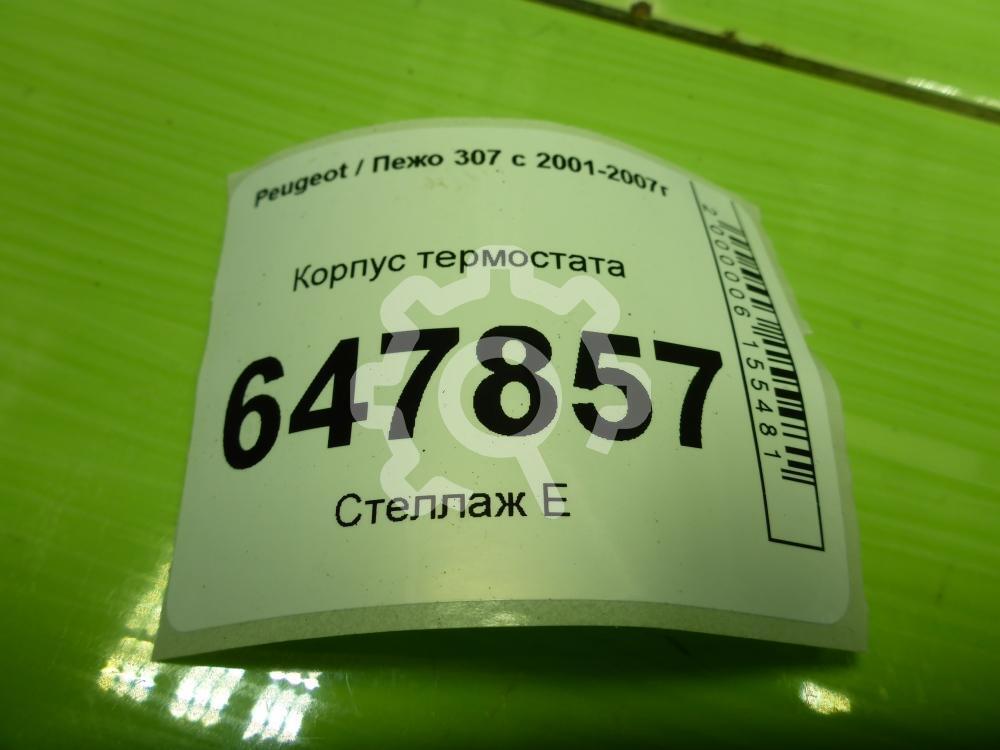 Peugeot / Пежо 307 с 2001-2007г
Корпус термостата
647857
Стеллаж Е
2000006155481